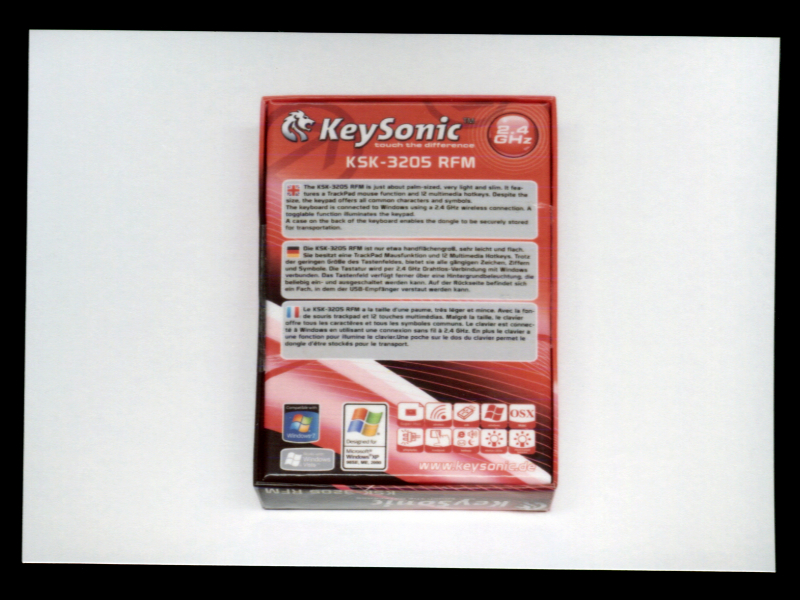 KeySonic
touch the difference
KSK-3205 RFM
2.4
GHz
The KSK-3205 RFM is just about palm-sized, very light and slim. It fea-
tures a TrackPad mouse function and 12 multimedia hotkeys. Despite the
size, the keypad offers all common characters and symbols.
The keyboard is connected to Windows using a 2.4 GHz wireless connection. A
togglable function illuminates the keypad.
A case on the back of the keyboard enables the dongle to be securely stored
for transportation.
Die KSK-3205 RFM ist nur etwa handflächengroß, sehr leicht und flach.
Sie besitzt eine TrackPad Mausfunktion und 12 Multimedia Hotkeys. Trotz
der geringen Größe des Tastenfeldes, bietet sie alle gängigen Zeichen, Ziffern
und Symbole. Die Tastatur wird per 2,4 GHz Drahtlos-Verbindung mit Windows
verbunden. Das Tastenfeld verfügt ferner über eine Hintergrundbeleuchtung, die
beliebig ein- und ausgeschaltet werden kann. Auf der Rückseite befindet sich
ein Fach, in dem der USB-Empfänger verstaut werden kann.
Le KSK-3205 RFM a la taille d'une paume, très léger et mince. Avec la fon-
de souris trackpad et 12 touches multimédias. Malgré la taille, le clavier
offre tous les caractères et tous les symboles communs. Le clavier est connec-
té à Windows en utilisant une connexion sans fil à 2,4 GHz. En plus le clavier a
une fonction pour illumine le clavier.Une poche sur le dos du clavier permet le
dongle d'être stockés pour le transport.
Compatible with
Windows 7
Designed for
Microsoft
Windows XP
OSX
www.keysonic.de
KSK-3205 RFM
KeySonic